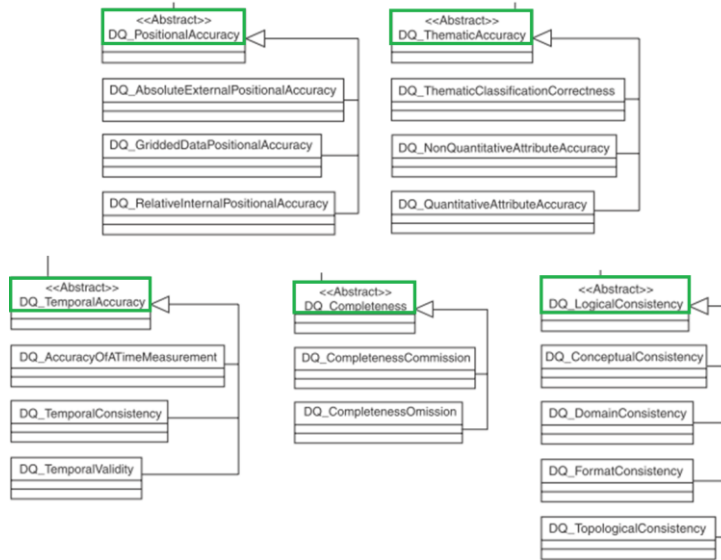 <<Abstract>>
DQ_PositionalAccuracy
DQ_AbsoluteExternalPositionalAccuracy
DQ_GriddedDataPositionalAccuracy
DQ_RelativeInternalPositionalAccuracy
<<Abstract>>
DQ_ThematicAccuracy
DQ_ThematicClassificationCorrectness
DQ_NonQuantitativeAttributeAccuracy
DQ_QuantitativeAttributeAccuracy
<<Abstract>>
DQ_TemporalAccuracy
DQ_AccuracyOfATimeMeasurement
DQ_TemporalConsistency
DQ_TemporalValidity
<<Abstract>>
DQ_Completeness
DQ_CompletenessCommission
DQ_CompletenessOmission
<<Abstract>>
DQ_LogicalConsistency
DQ_ConceptualConsistency
DQ_DomainConsistency
DQ_FormatConsistency
DQ_TopologicalConsistency